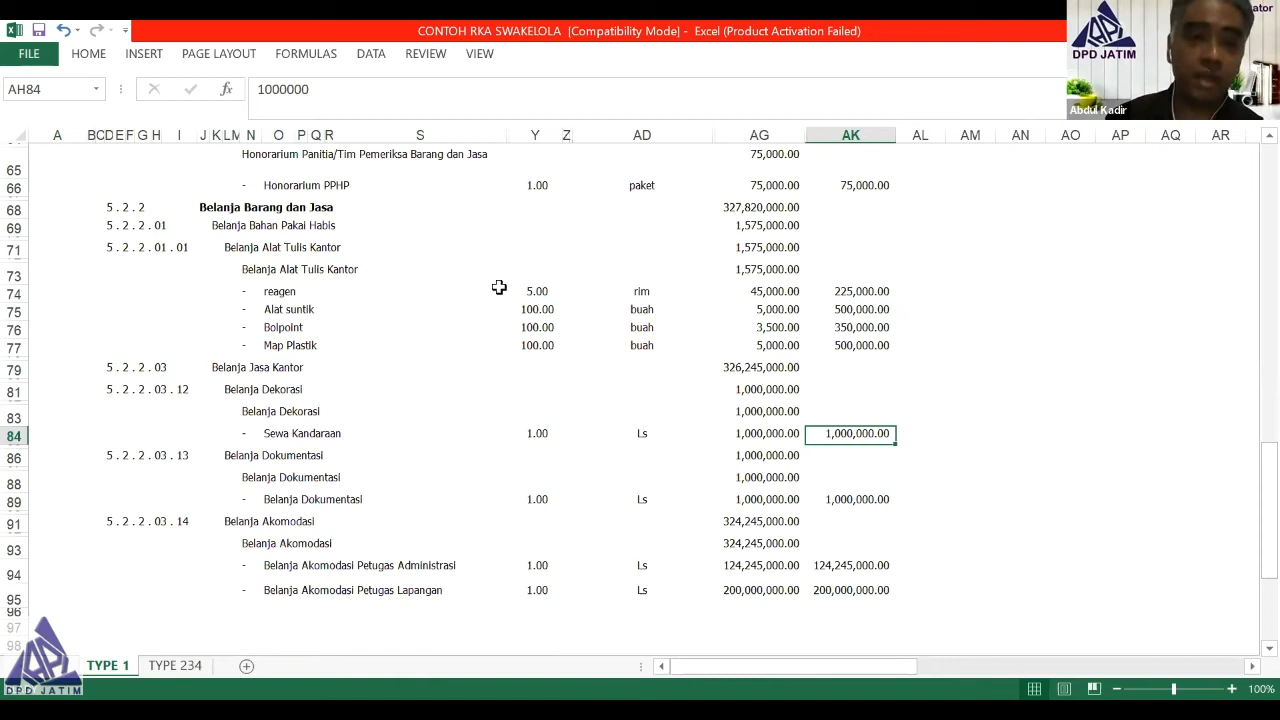 CONTOH RKA SWAKELOLA [Compatibility Mode] - Excel (Product Activation Failed)
FILE HOME INSERT PAGE LAYOUT FORMULAS DATA REVIEW VIEW
DPD JATIM
Abdul Kadir
AH84 fx 1000000
A BCDEF G H I J K LM N O P Q R S Y Z AD AG AK AL AM AN AO AP AQ AR
65 Honorarium Panitia/Tim Pemeriksa Barang dan Jasa 75,000.00
66 - Honorarium PPHP 1.00 paket 75,000.00 75,000.00
68 5 . 2 . 2 Belanja Barang dan Jasa 327,820,000.00
69 5 . 2 . 2 . 01 Belanja Bahan Pakai Habis 1,575,000.00
71 5 . 2 . 2 . 01 . 01 Belanja Alat Tulis Kantor 1,575,000.00
73 Belanja Alat Tulis Kantor 1,575,000.00
74 - reagen 5.00 rim 45,000.00 225,000.00
75 - Alat suntik 100.00 buah 5,000.00 500,000.00
76 - Bolpoint 100.00 buah 3,500.00 350,000.00
77 - Map Plastik 100.00 buah 5,000.00 500,000.00
79 5 . 2 . 2 . 03 Belanja Jasa Kantor 326,245,000.00
81 5 . 2 . 2 . 03 . 12 Belanja Dekorasi 1,000,000.00
83 Belanja Dekorasi 1,000,000.00
84 - Sewa Kandaraan 1.00 Ls 1,000,000.00 1,000,000.00
86 5 . 2 . 2 . 03 . 13 Belanja Dokumentasi 1,000,000.00
88 Belanja Dokumentasi 1,000,000.00
89 - Belanja Dokumentasi 1.00 Ls 1,000,000.00 1,000,000.00
91 5 . 2 . 2 . 03 . 14 Belanja Akomodasi 324,245,000.00
93 Belanja Akomodasi 324,245,000.00
94 - Belanja Akomodasi Petugas Administrasi 1.00 Ls 124,245,000.00 124,245,000.00
95 - Belanja Akomodasi Petugas Lapangan 1.00 Ls 200,000,000.00 200,000,000.00
96
97
98
TYPE 1 TYPE 234
DPD JATIM
100%